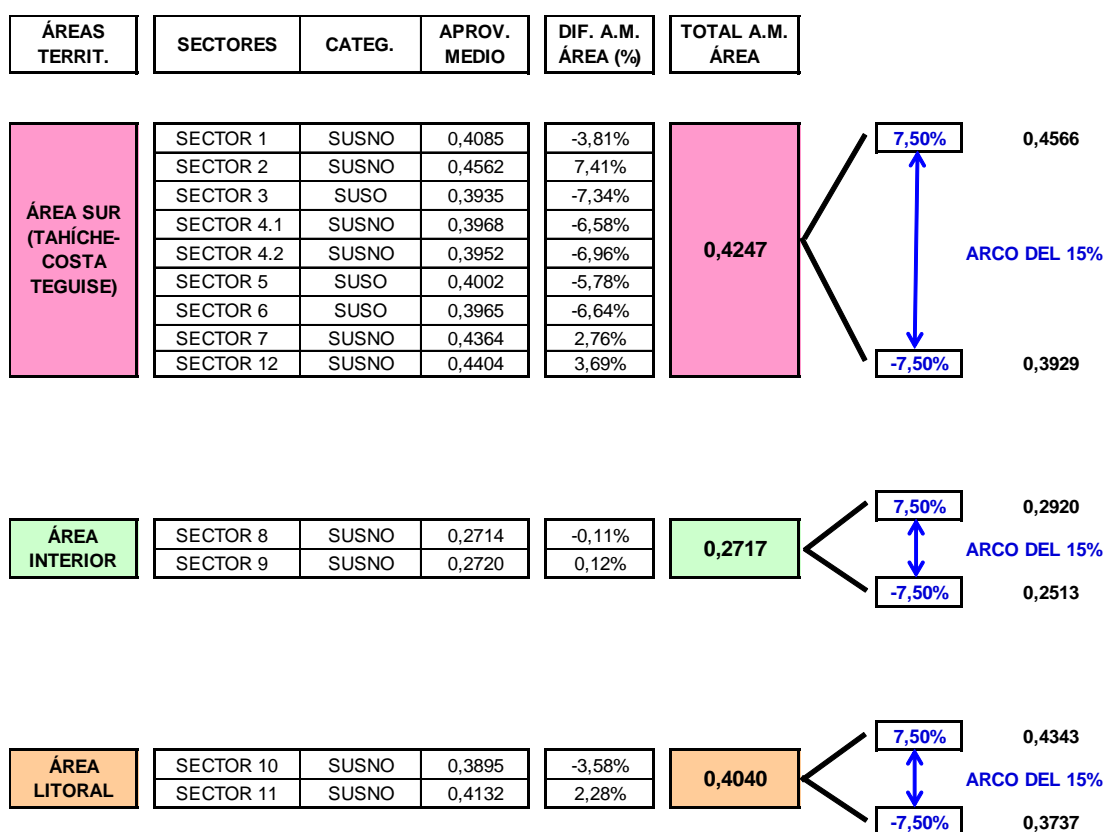 ÁREAS TERRIT. SECTORES CATEG. APROV. MEDIO DIF. A.M. ÁREA (%) TOTAL A.M. ÁREA
ÁREA SUR (TAHÍCHE-COSTA TEGUISE)
SECTOR 1 SUSNO 0,4085 -3,81%
SECTOR 2 SUSNO 0,4562 7,41%
SECTOR 3 SUSO 0,3935 -7,34%
SECTOR 4.1 SUSNO 0,3968 -6,58%
SECTOR 4.2 SUSNO 0,3952 -6,96%
SECTOR 5 SUSO 0,4002 -5,78%
SECTOR 6 SUSO 0,3965 -6,64%
SECTOR 7 SUSNO 0,4364 2,76%
SECTOR 12 SUSNO 0,4404 3,69%
0,4247
7,50% 0,4566
ARCO DEL 15%
-7,50% 0,3929
ÁREA INTERIOR
SECTOR 8 SUSNO 0,2714 -0,11%
SECTOR 9 SUSNO 0,2720 0,12%
0,2717
7,50% 0,2920
ARCO DEL 15%
-7,50% 0,2513
ÁREA LITORAL
SECTOR 10 SUSNO 0,3895 -3,58%
SECTOR 11 SUSNO 0,4132 2,28%
0,4040
7,50% 0,4343
ARCO DEL 15%
-7,50% 0,3737